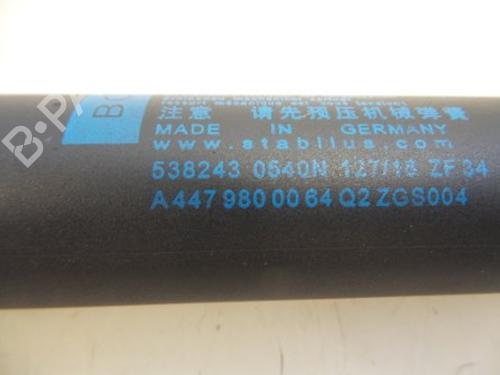 注意 请先预压机械弹簧
MADE IN GERMANY
www.stabilus.com
538243 0540N 127/16 ZF34
A 447 980 00 64 Q2 ZGS004